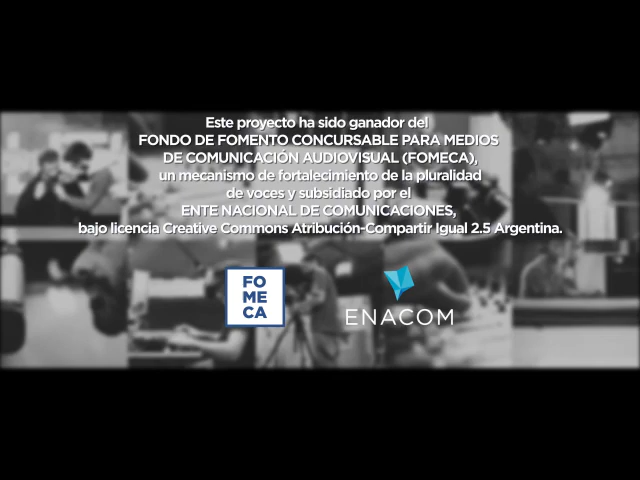 Este proyecto ha sido ganador del
FONDO DE FOMENTO CONCURSABLE PARA MEDIOS
DE COMUNICACIÓN AUDIOVISUAL (FOMECA),
un mecanismo de fortalecimiento de la pluralidad
de voces y subsidiado por el
ENTE NACIONAL DE COMUNICACIONES,
bajo licencia Creative Commons Atribución-Compartir Igual 2.5 Argentina.
FO
ME
CA
ENACOM